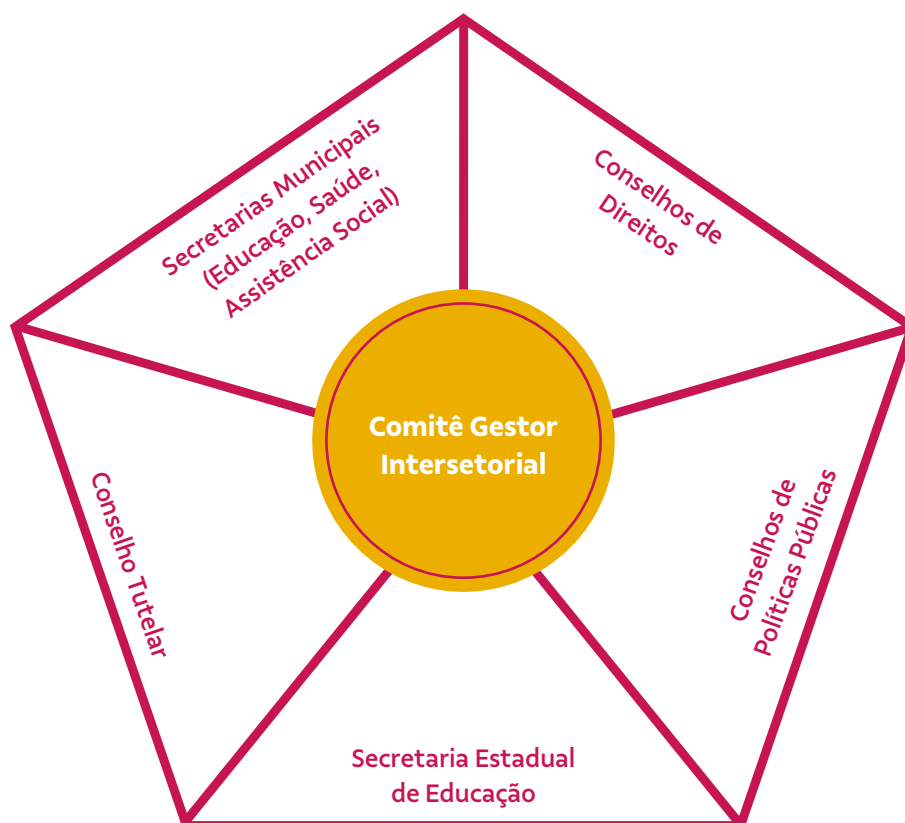 Secretarias Municipais
(Educação, Saúde,
Assistência Social)
Conselhos de
Direitos
Comitê Gestor
Intersetorial
Conselho Tutelar
Conselhos de
Políticas Públicas
Secretaria Estadual
de Educação